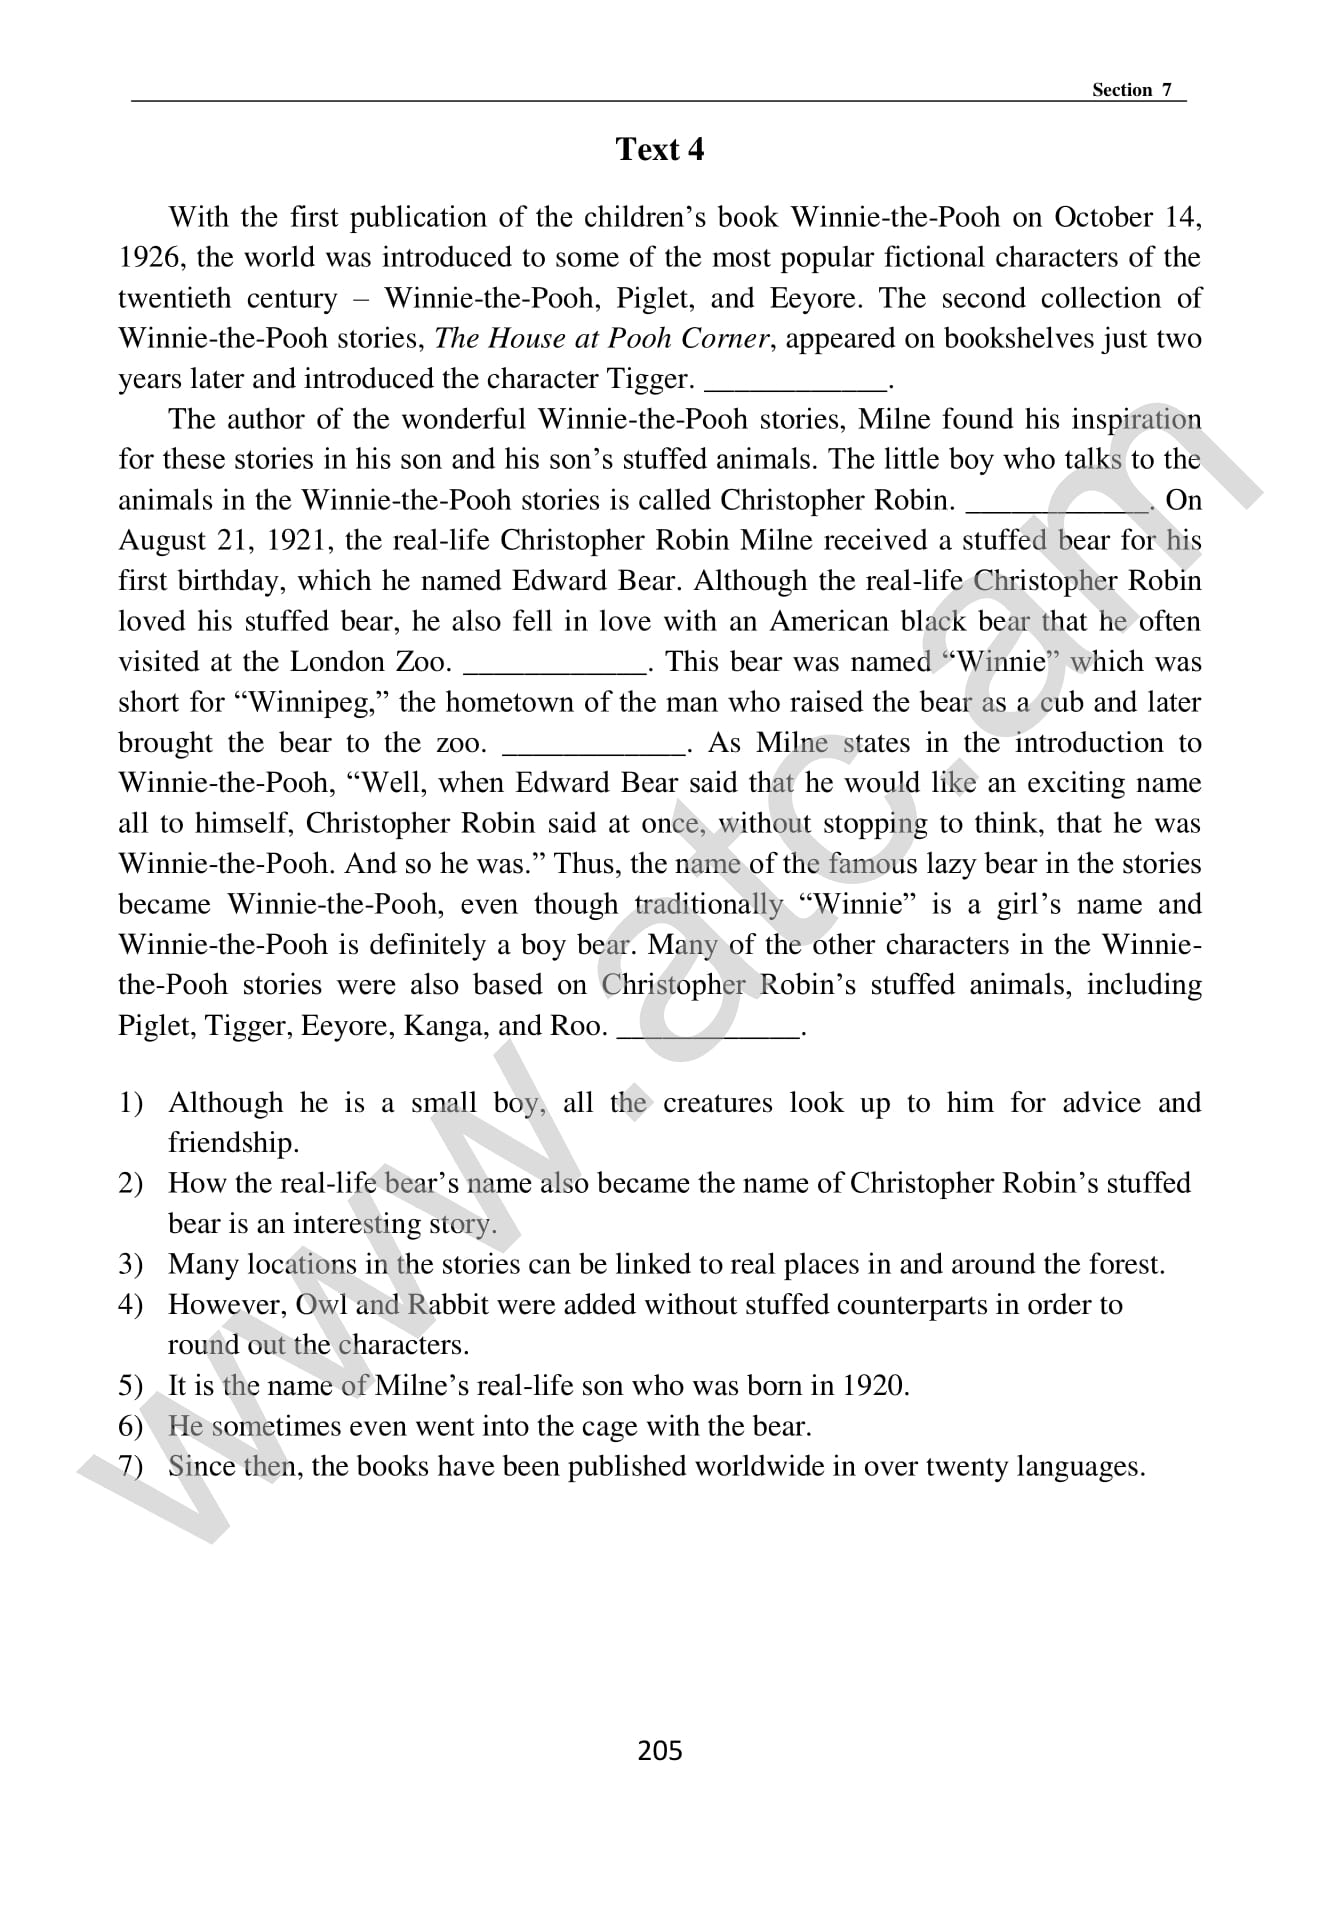 Section 7
Text 4
With the first publication of the children’s book Winnie-the-Pooh on October 14,
1926, the world was introduced to some of the most popular fictional characters of the
twentieth century – Winnie-the-Pooh, Piglet, and Eeyore. The second collection of
Winnie-the-Pooh stories, The House at Pooh Corner, appeared on bookshelves just two
years later and introduced the character Tigger. ____________.
The author of the wonderful Winnie-the-Pooh stories, Milne found his inspiration
for these stories in his son and his son’s stuffed animals. The little boy who talks to the
animals in the Winnie-the-Pooh stories is called Christopher Robin. ____________. On
August 21, 1921, the real-life Christopher Robin Milne received a stuffed bear for his
first birthday, which he named Edward Bear. Although the real-life Christopher Robin
loved his stuffed bear, he also fell in love with an American black bear that he often
visited at the London Zoo. ____________. This bear was named “Winnie” which was
short for “Winnipeg,” the hometown of the man who raised the bear as a cub and later
brought the bear to the zoo. ____________. As Milne states in the introduction to
Winnie-the-Pooh, “Well, when Edward Bear said that he would like an exciting name
all to himself, Christopher Robin said at once, without stopping to think, that he was
Winnie-the-Pooh. And so he was.” Thus, the name of the famous lazy bear in the stories
became Winnie-the-Pooh, even though traditionally “Winnie” is a girl’s name and
Winnie-the-Pooh is definitely a boy bear. Many of the other characters in the Winnie-
the-Pooh stories were also based on Christopher Robin’s stuffed animals, including
Piglet, Tigger, Eeyore, Kanga, and Roo. ____________.
1) Although he is a small boy, all the creatures look up to him for advice and
friendship.
2) How the real-life bear’s name also became the name of Christopher Robin’s stuffed
bear is an interesting story.
3) Many locations in the stories can be linked to real places in and around the forest.
4) However, Owl and Rabbit were added without stuffed counterparts in order to
round out the characters.
5) It is the name of Milne’s real-life son who was born in 1920.
6) He sometimes even went into the cage with the bear.
7) Since then, the books have been published worldwide in over twenty languages.
205
www.atc.am